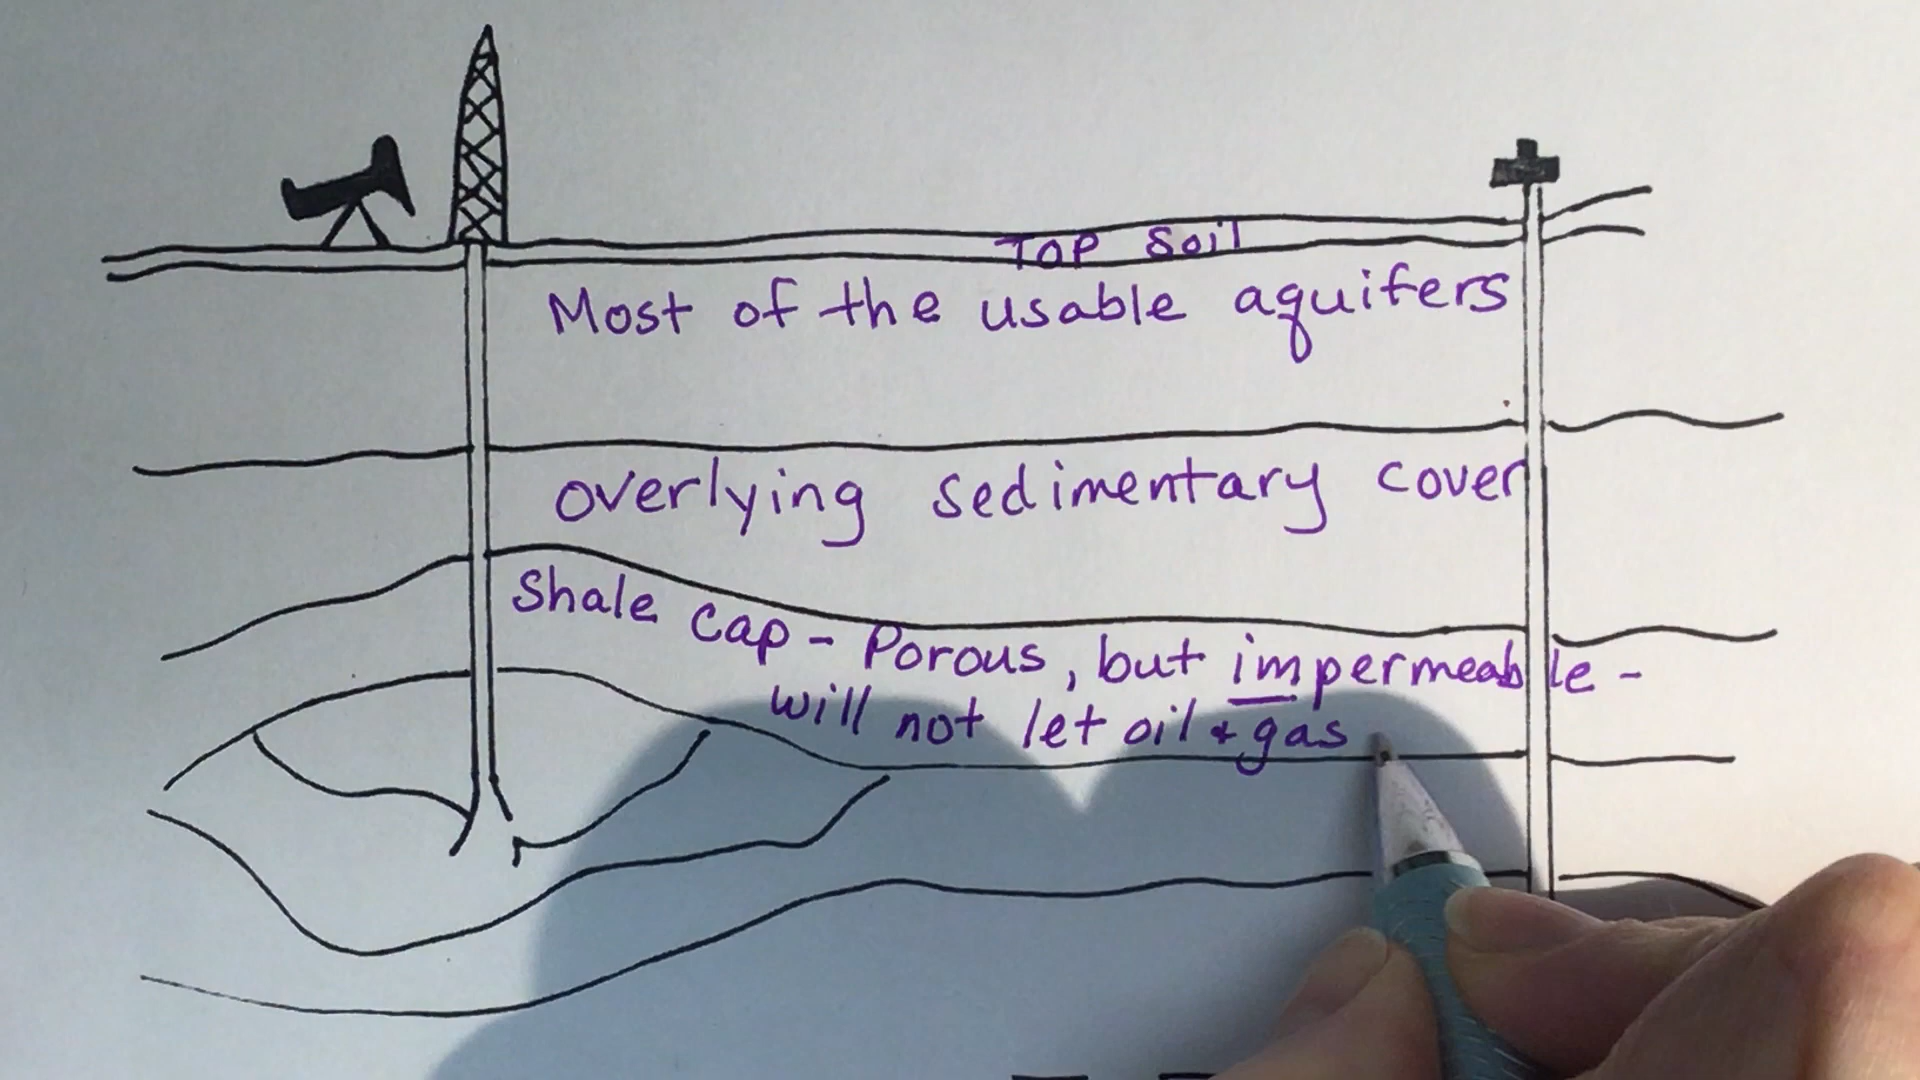 TOP Soil
Most of the usable aquifers
overlying sedimentary cover
Shale Cap - Porous, but impermeable -
will not let oil + gas